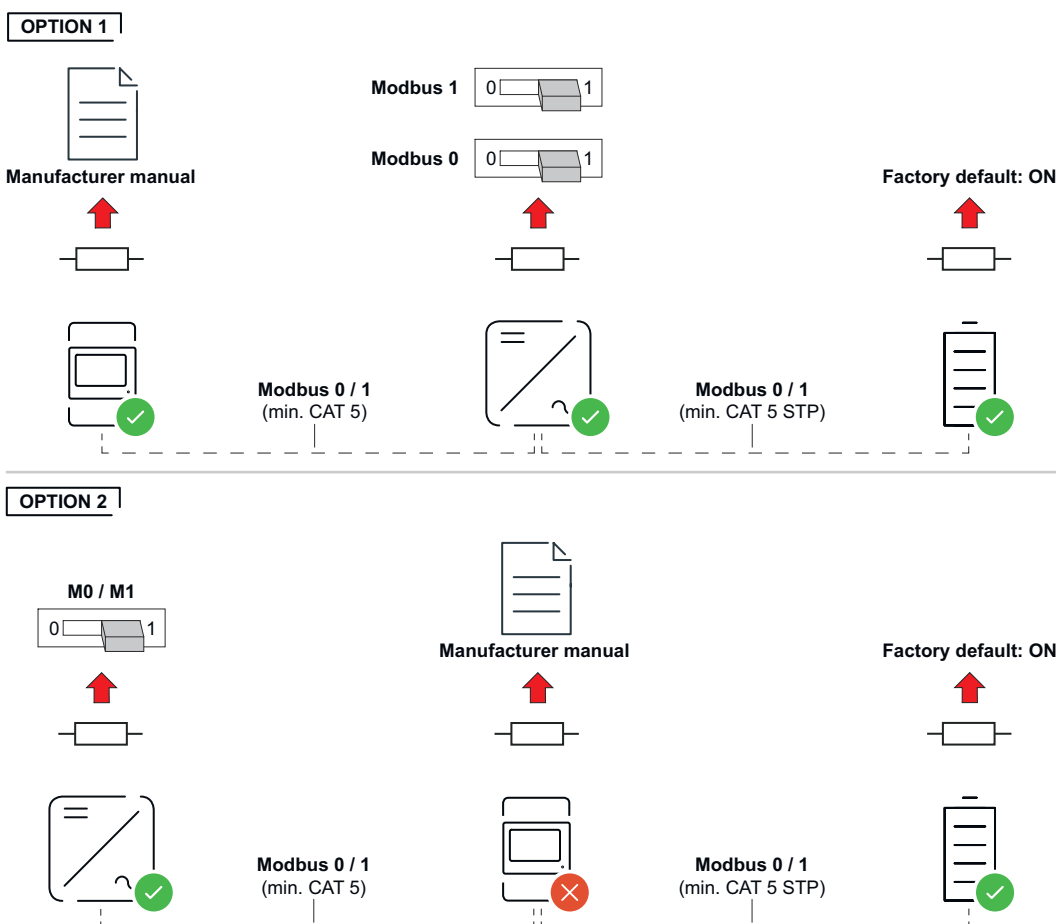 OPTION 1
Modbus 1 0 1
Modbus 0 0 1
Manufacturer manual
Factory default: ON
Modbus 0 / 1
(min. CAT 5)
Modbus 0 / 1
(min. CAT 5 STP)
OPTION 2
M0 / M1
0 1
Manufacturer manual
Factory default: ON
Modbus 0 / 1
(min. CAT 5)
Modbus 0 / 1
(min. CAT 5 STP)